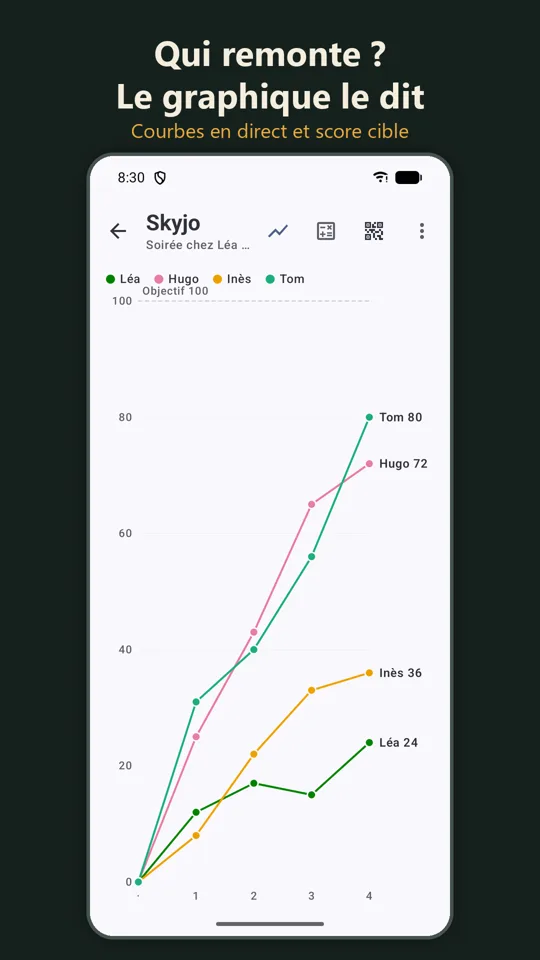 Qui remonte ?
Le graphique le dit
Courbes en direct et score cible
8:30
Skyjo
Soirée chez Léa ...
Léa Hugo Inès Tom
Objectif 100
100
80
Tom 80
Hugo 72
60
40
Inès 36
Léa 24
20
0
- 1 2 3 4